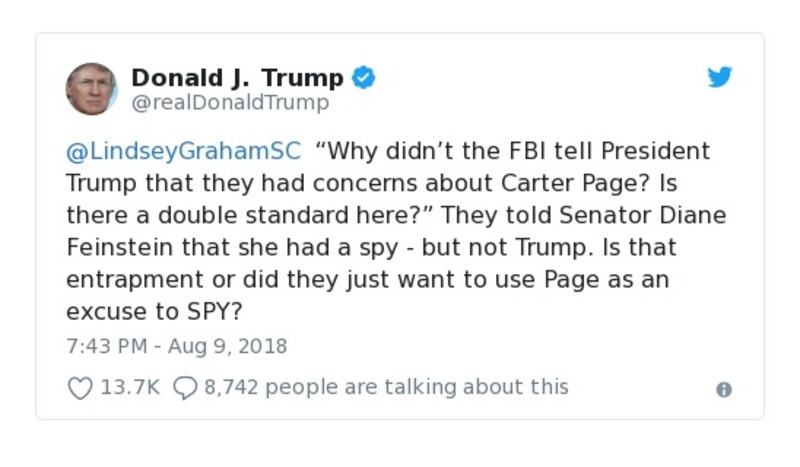 Donald J. Trump
@realDonaldTrump
@LindseyGrahamSC “Why didn’t the FBI tell President
Trump that they had concerns about Carter Page? Is
there a double standard here?” They told Senator Diane
Feinstein that she had a spy - but not Trump. Is that
entrapment or did they just want to use Page as an
excuse to SPY?
7:43 PM - Aug 9, 2018
13.7K 8,742 people are talking about this